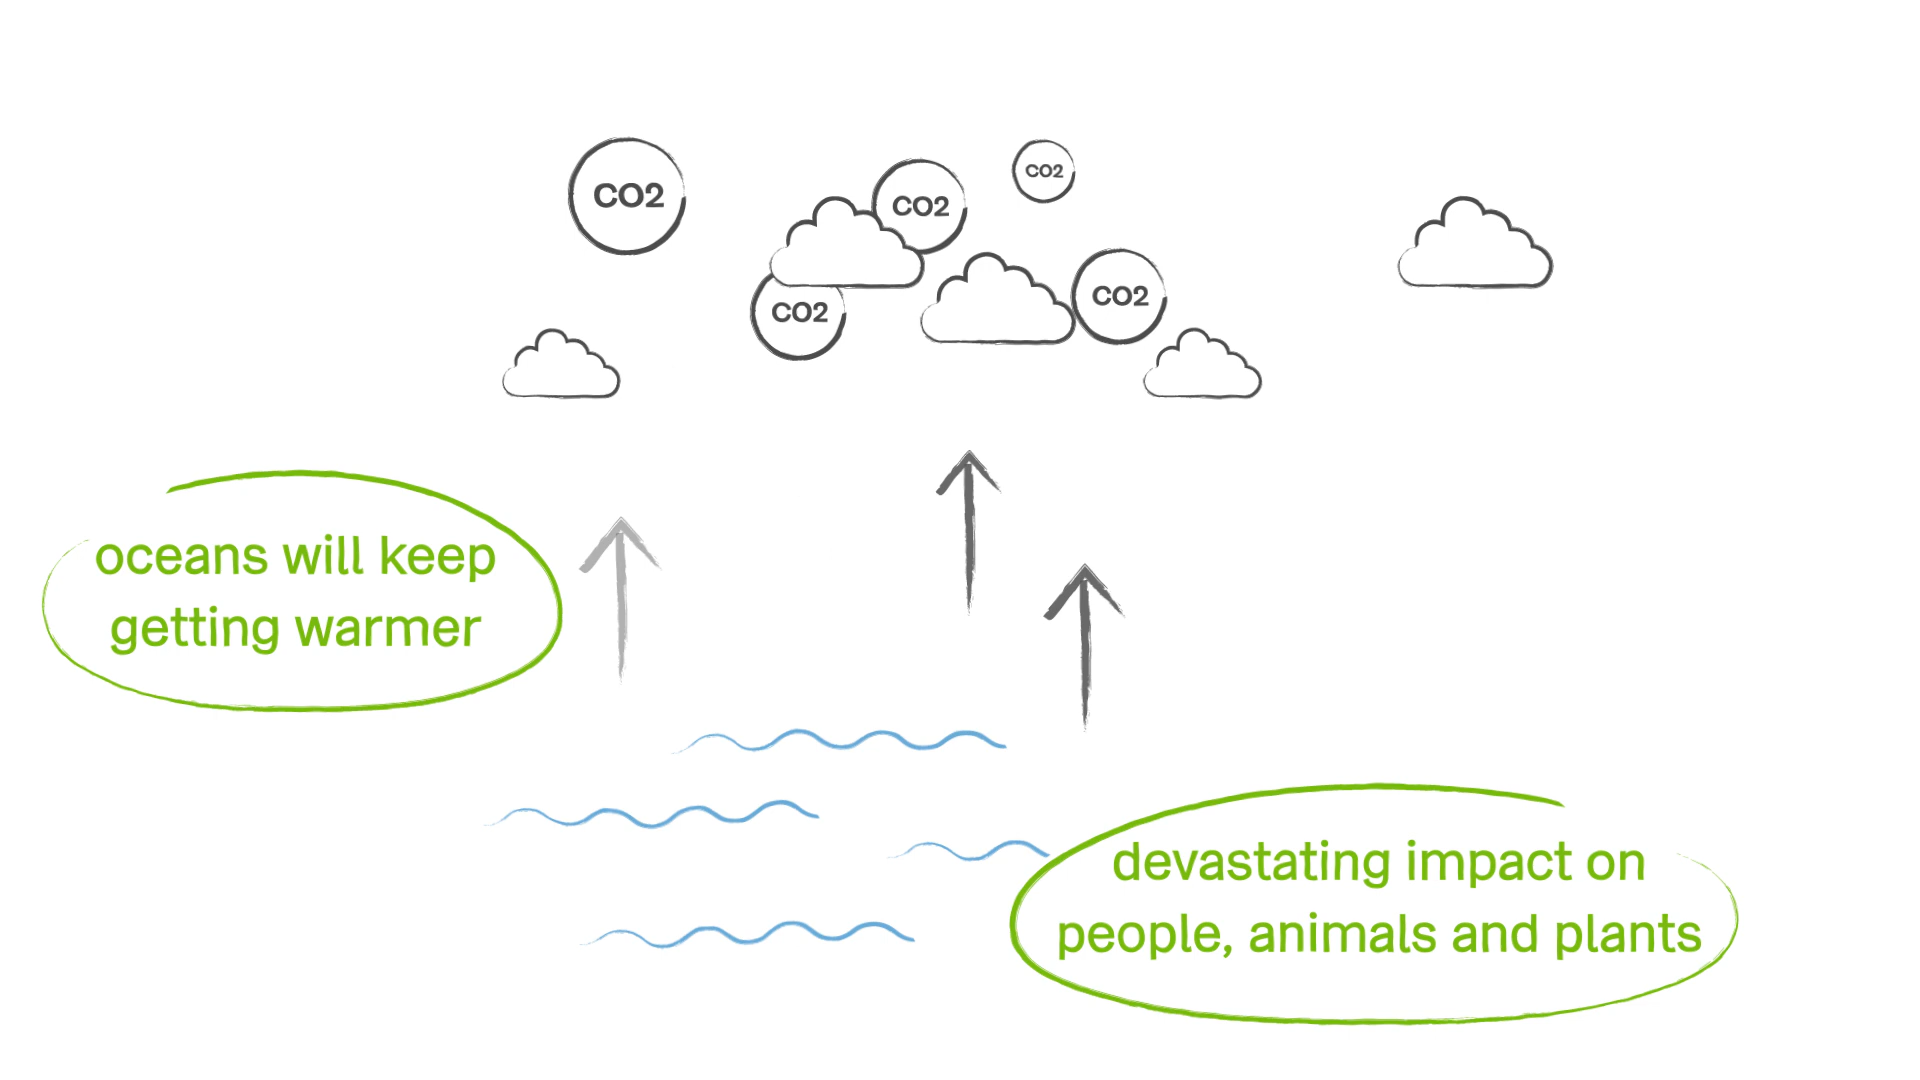 CO2
CO2
CO2
CO2
CO2
oceans will keep
getting warmer
devastating impact on
people, animals and plants